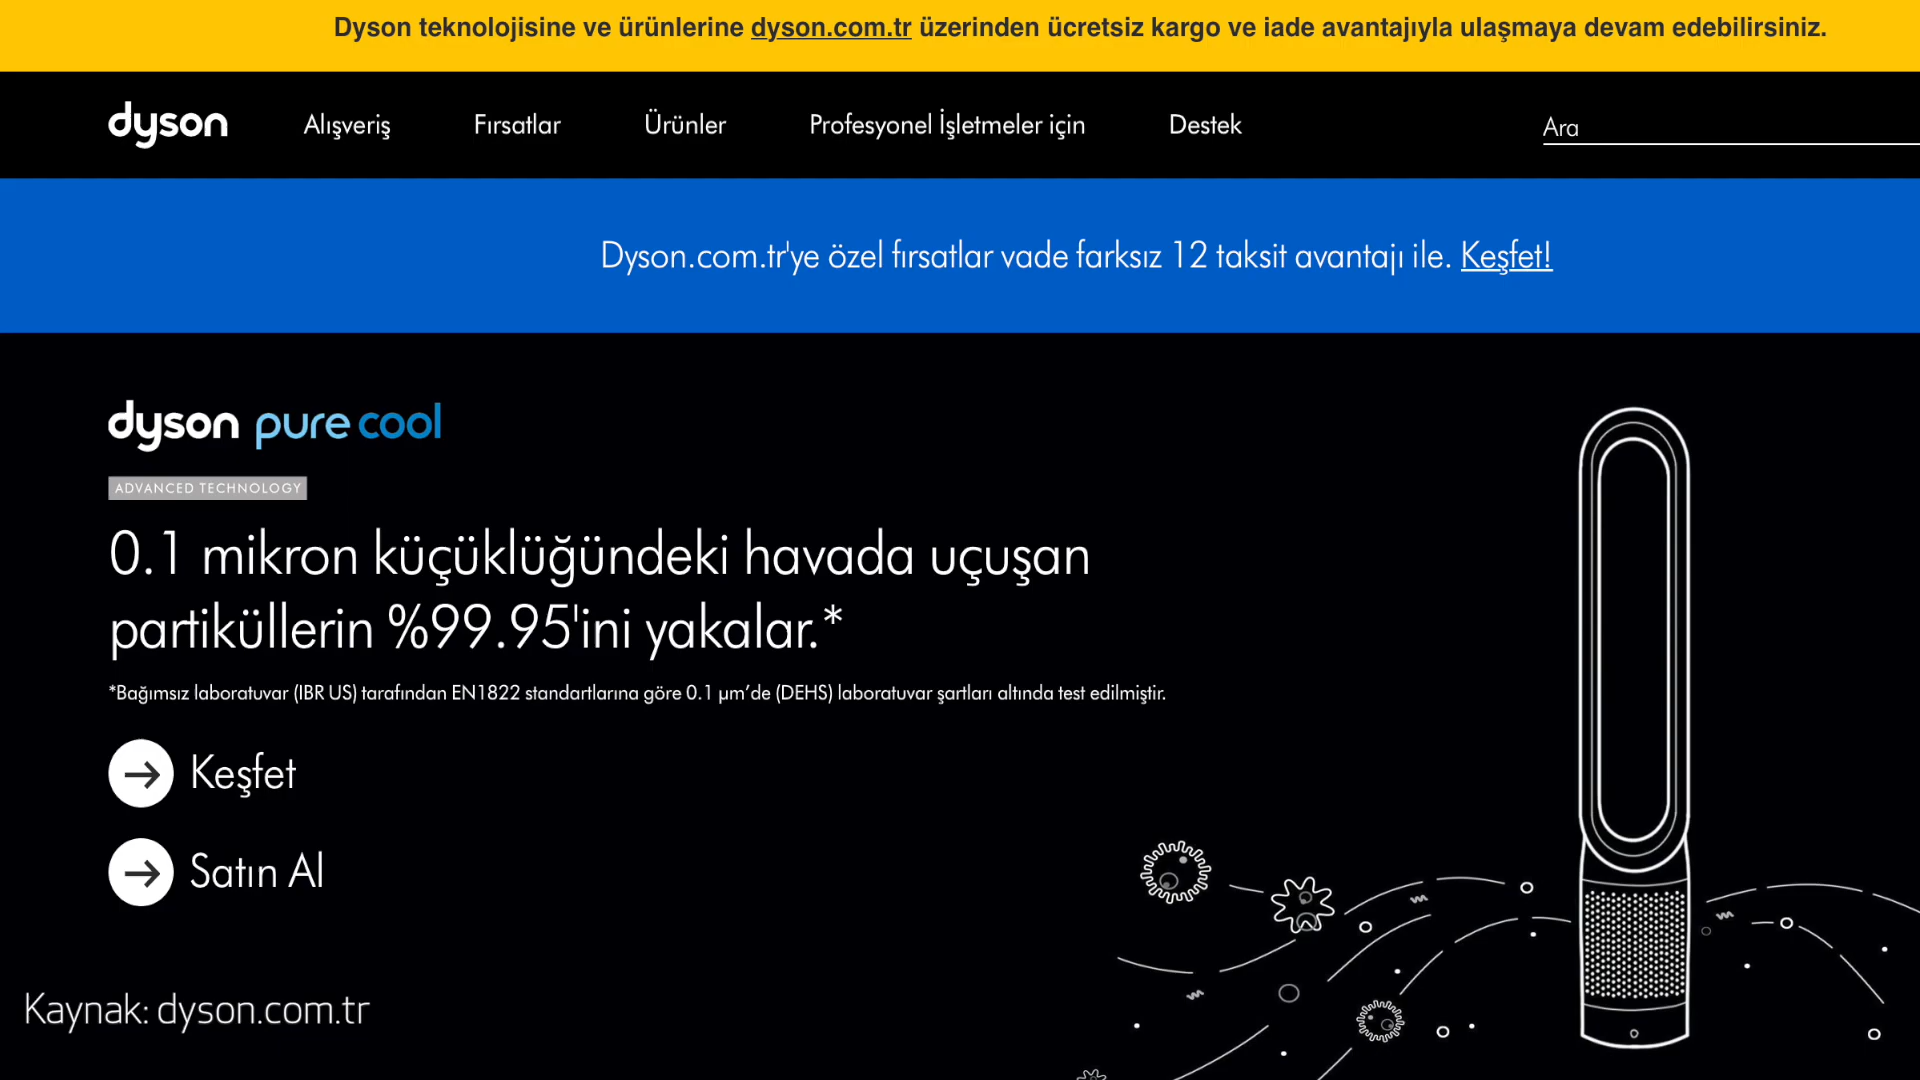 Dyson teknolojisine ve ürünlerine dyson.com.tr üzerinden ücretsiz kargo ve iade avantajıyla ulaşmaya devam edebilirsiniz.
dyson Alışveriş Fırsatlar Ürünler Profesyonel İşletmeler için Destek Ara
Dyson.com.tr'ye özel fırsatlar vade farksız 12 taksit avantajı ile. Keşfet!
dyson pure cool
ADVANCED TECHNOLOGY
0.1 mikron küçüklüğündeki havada uçuşan
partiküllerin %99.95'ini yakalar.*
*Bağımsız laboratuvar (IBR US) tarafından EN1822 standartlarına göre 0.1 µm’de (DEHS) laboratuvar şartları altında test edilmiştir.
Keşfet
Satın Al
Kaynak: dyson.com.tr